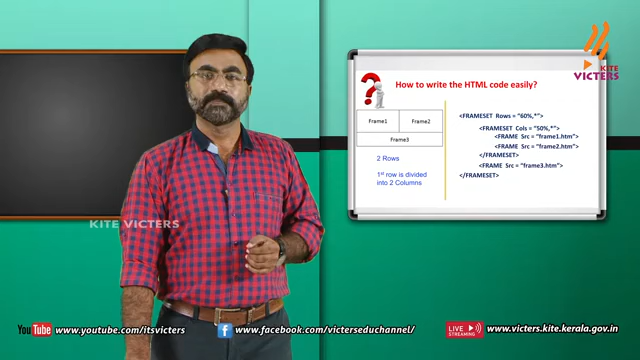 KITE
VICTERS
How to write the HTML code easily?
?
Frame1
Frame2
Frame3
2 Rows
1st row is divided
into 2 Columns
<FRAMESET Rows = "60%,*">
<FRAMESET Cols = "50%,*">
<FRAME Src = "frame1.htm">
<FRAME Src = "frame2.htm">
</FRAMESET>
<FRAME Src = "frame3.htm">
</FRAMESET>
KITE VICTERS
YouTube www.youtube.com/itsvicters
f www.facebook.com/victerseduchannel/
LIVE STREAMING www.victers.kite.kerala.gov.in